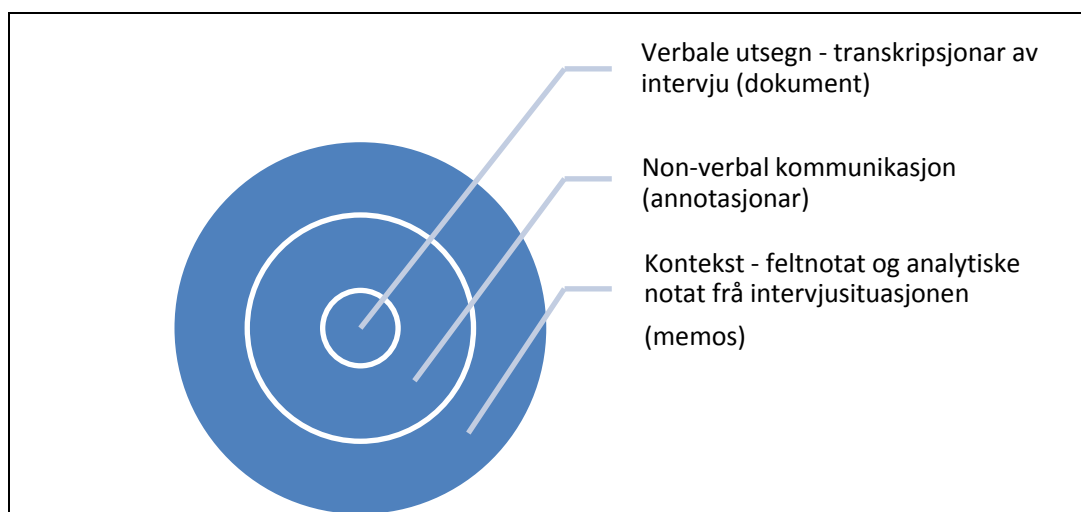 Verbale utsegn - transkripsjonar av
intervju (dokument)
Non-verbal kommunikasjon
(annotasjonar)
Kontekst - feltnotat og analytiske
notat frå intervjusituasjonen
(memos)